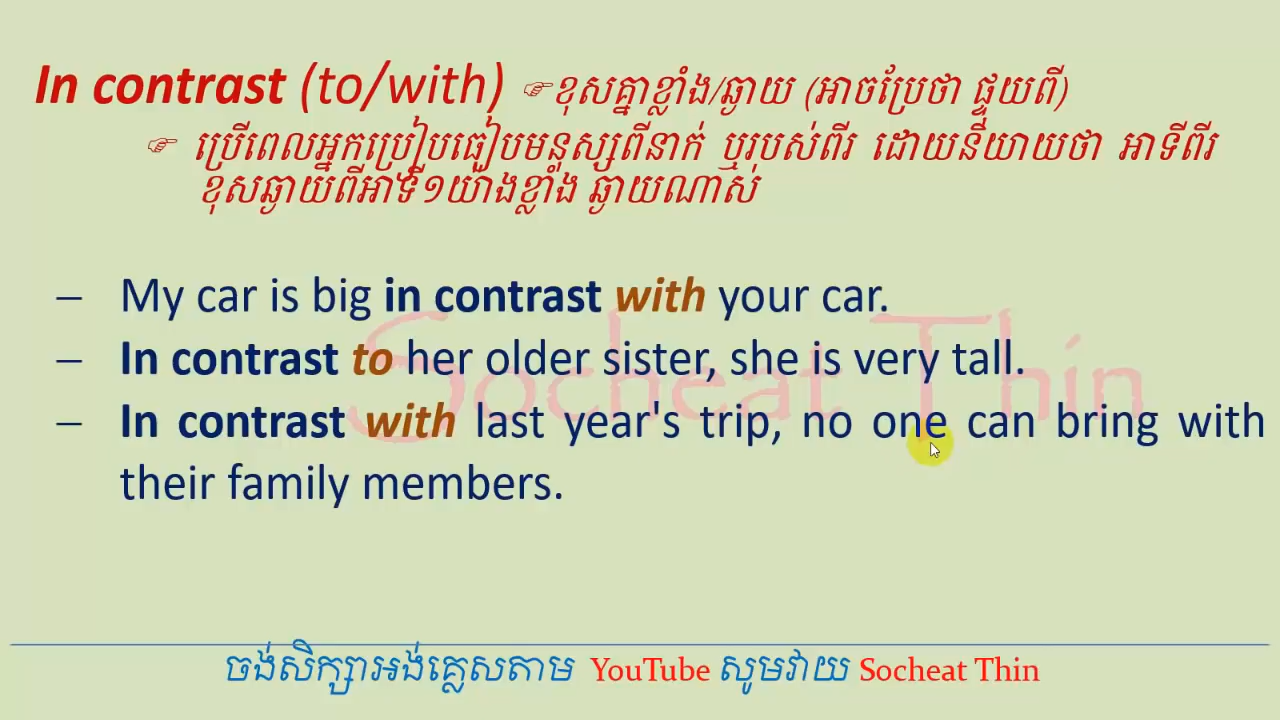 In contrast (to/with) ☞ខុសគ្នាខ្លាំង/ឆ្ងាយ (អាចប្រែថា ផ្ទុយពី)
☞ ប្រើពេលអ្នកប្រៀបធៀបមនុស្សពីនាក់ ឬរបស់ពីរ ដោយនិយាយថា អាទីពីរ
ខុសឆ្ងាយពីអាទី១យ៉ាងខ្លាំង ឆ្ងាយណាស់
– My car is big in contrast with your car.
– In contrast to her older sister, she is very tall.
– In contrast with last year's trip, no one can bring with
their family members.
Socheat Thin
ចង់សិក្សាអង់គ្លេសតាម YouTube សូមវាយ Socheat Thin